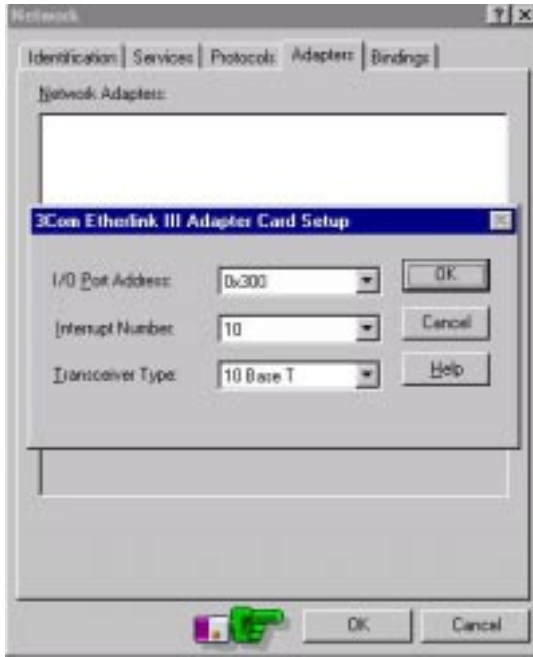 Network
Identification Services Protocols Adapters Bindings
Network Adapters:
3Com Etherlink III Adapter Card Setup
I/O Port Address: 0x300 OK
Interrupt Number: 10 Cancel
Transceiver Type: 10 Base T Help
OK Cancel